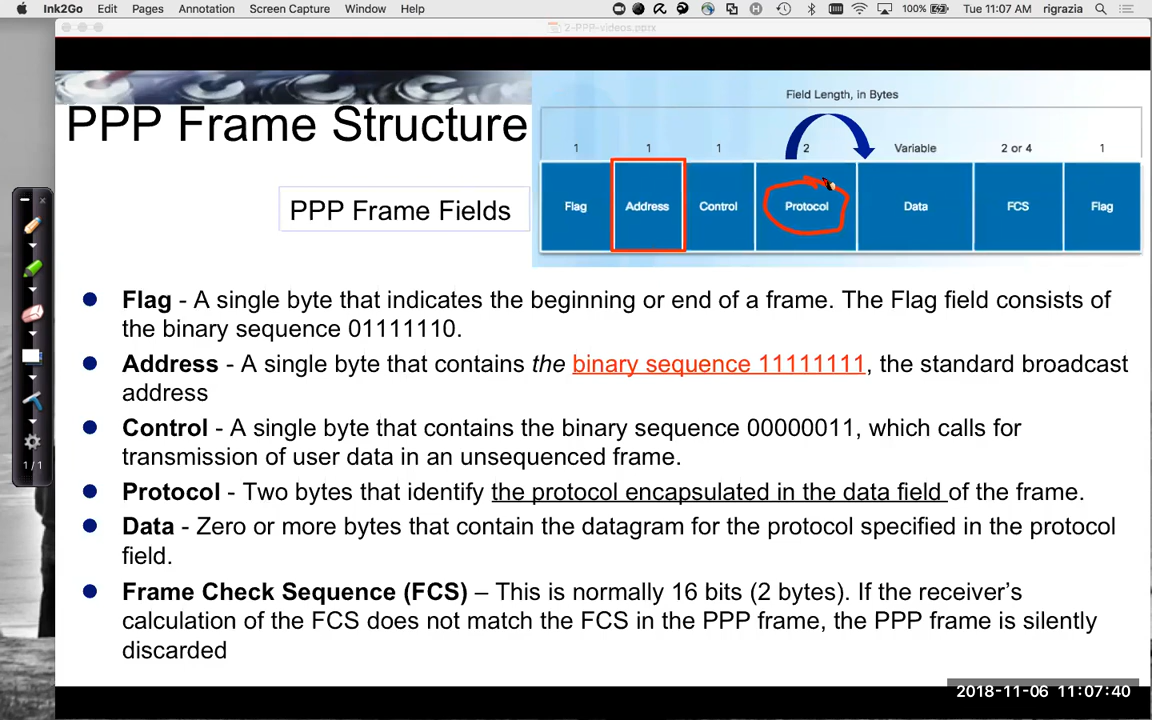 Ink2Go Edit Pages Annotation Screen Capture Window Help 100% Tue 11:07 AM rigrazia
2-PPP-videos.pptx
PPP Frame Structure
Field Length, in Bytes
1 1 1 2 Variable 2 or 4 1
Flag Address Control Protocol Data FCS Flag
PPP Frame Fields
Flag - A single byte that indicates the beginning or end of a frame. The Flag field consists of
the binary sequence 01111110.
Address - A single byte that contains the binary sequence 11111111, the standard broadcast
address
Control - A single byte that contains the binary sequence 00000011, which calls for
transmission of user data in an unsequenced frame.
Protocol - Two bytes that identify the protocol encapsulated in the data field of the frame.
Data - Zero or more bytes that contain the datagram for the protocol specified in the protocol
field.
Frame Check Sequence (FCS) – This is normally 16 bits (2 bytes). If the receiver's
calculation of the FCS does not match the FCS in the PPP frame, the PPP frame is silently
discarded
1/1
2018-11-06 11:07:40